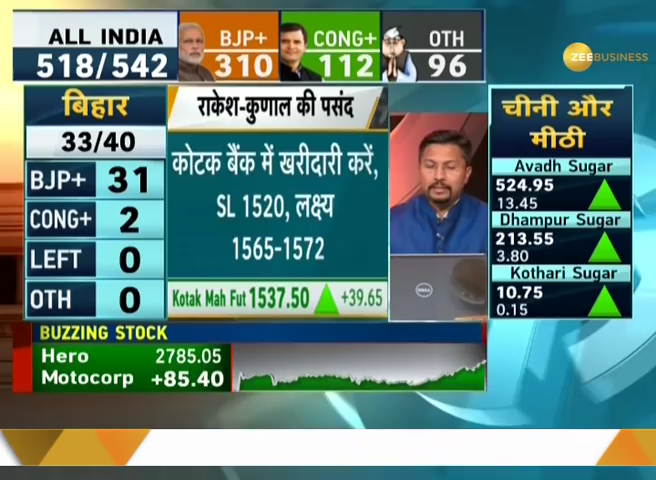 ALL INDIA
518/542
BJP+
310
CONG+
112
OTH
96
ZEEBUSINESS
बिहार
33/40
BJP+ 31
CONG+ 2
LEFT 0
OTH 0
राकेश-कुणाल की पसंद
कोटक बैंक में खरीदारी करें,
SL 1520, लक्ष्य
1565-1572
Kotak Mah Fut 1537.50 +39.65
DELL
चीनी और
मीठी
Avadh Sugar
524.95
13.45
Dhampur Sugar
213.55
3.80
Kothari Sugar
10.75
0.15
BUZZING STOCK
Hero 2785.05
Motocorp +85.40